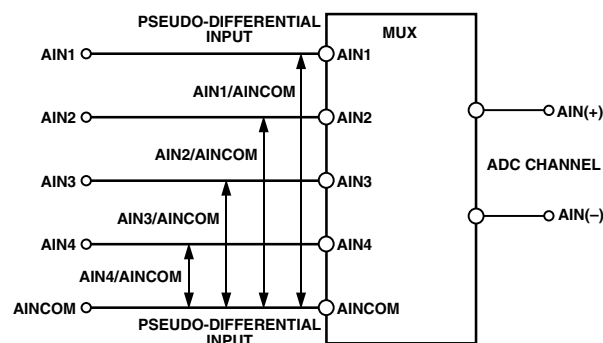 PSEUDO-DIFFERENTIAL
INPUT
MUX
AIN1
AIN1
AIN1/AINCOM
AIN2
AIN2
AIN(+)
AIN2/AINCOM
ADC CHANNEL
AIN3
AIN3
AIN3/AINCOM
AIN(–)
AIN4
AIN4
AIN4/AINCOM
AINCOM
AINCOM
PSEUDO-DIFFERENTIAL
INPUT